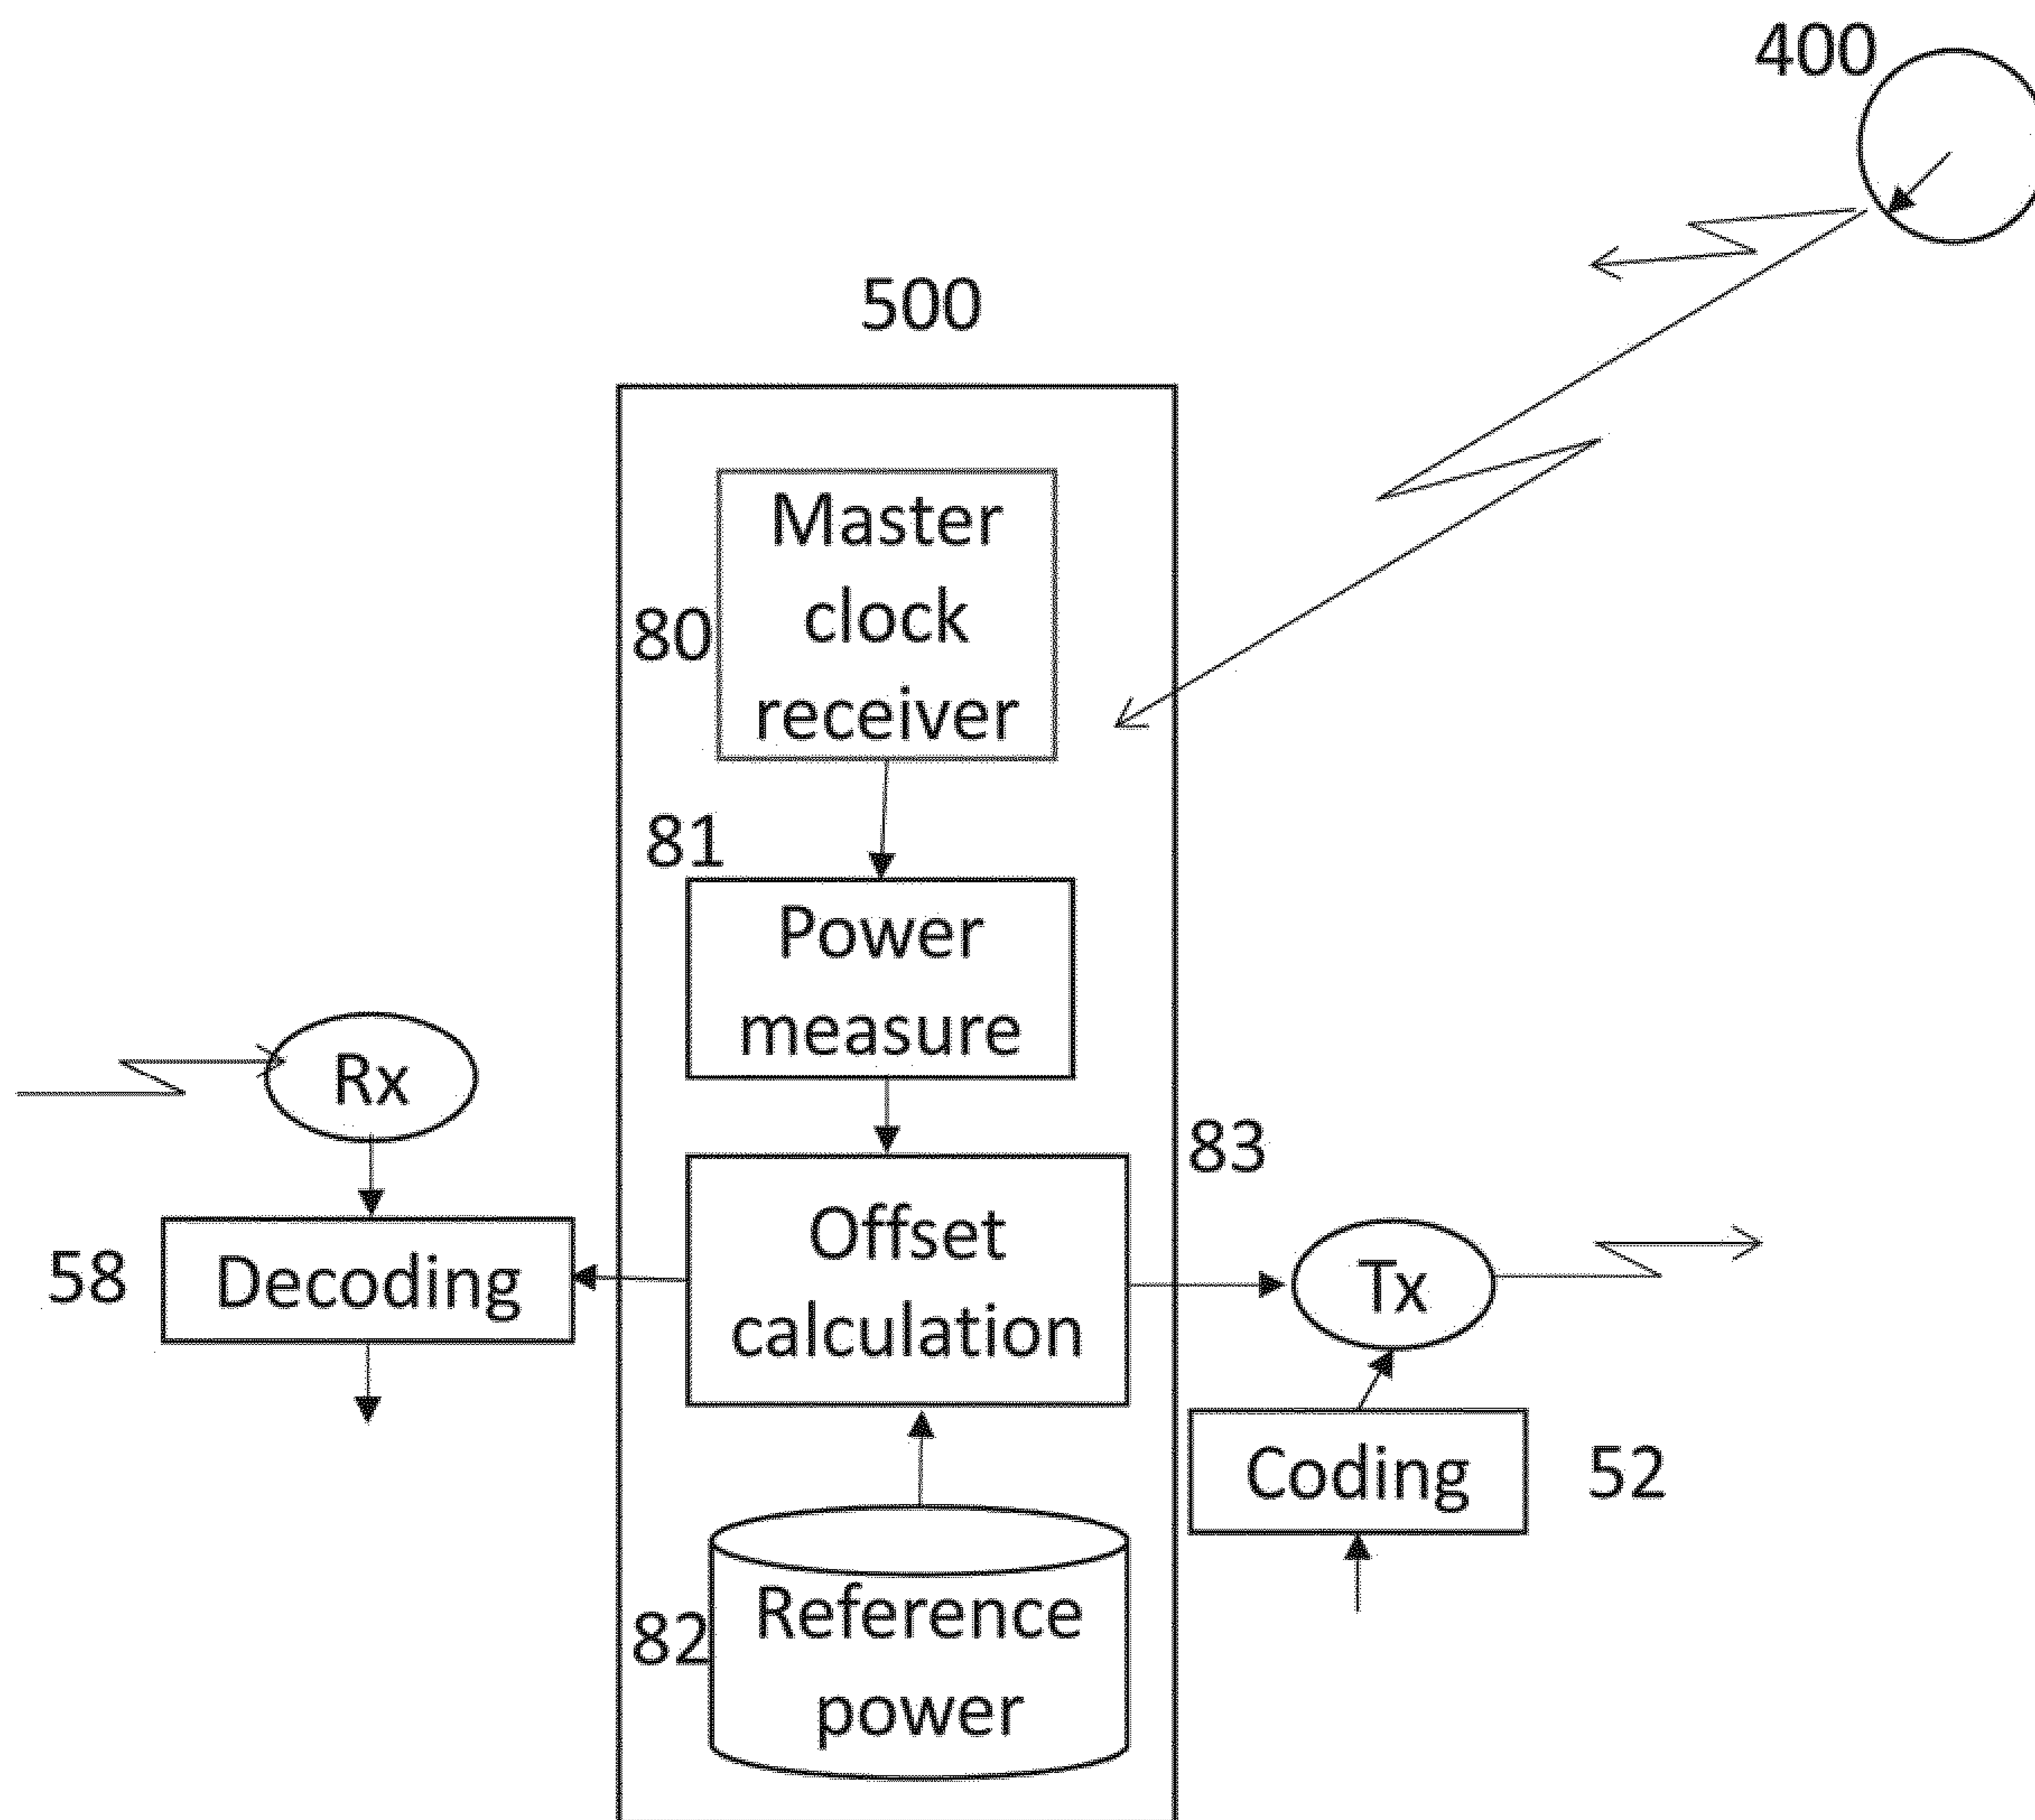 400
500
Master
clock
receiver
80
81
Power
measure
Rx
83
Offset
calculation
58
Decoding
Tx
Coding
52
Reference
power
82